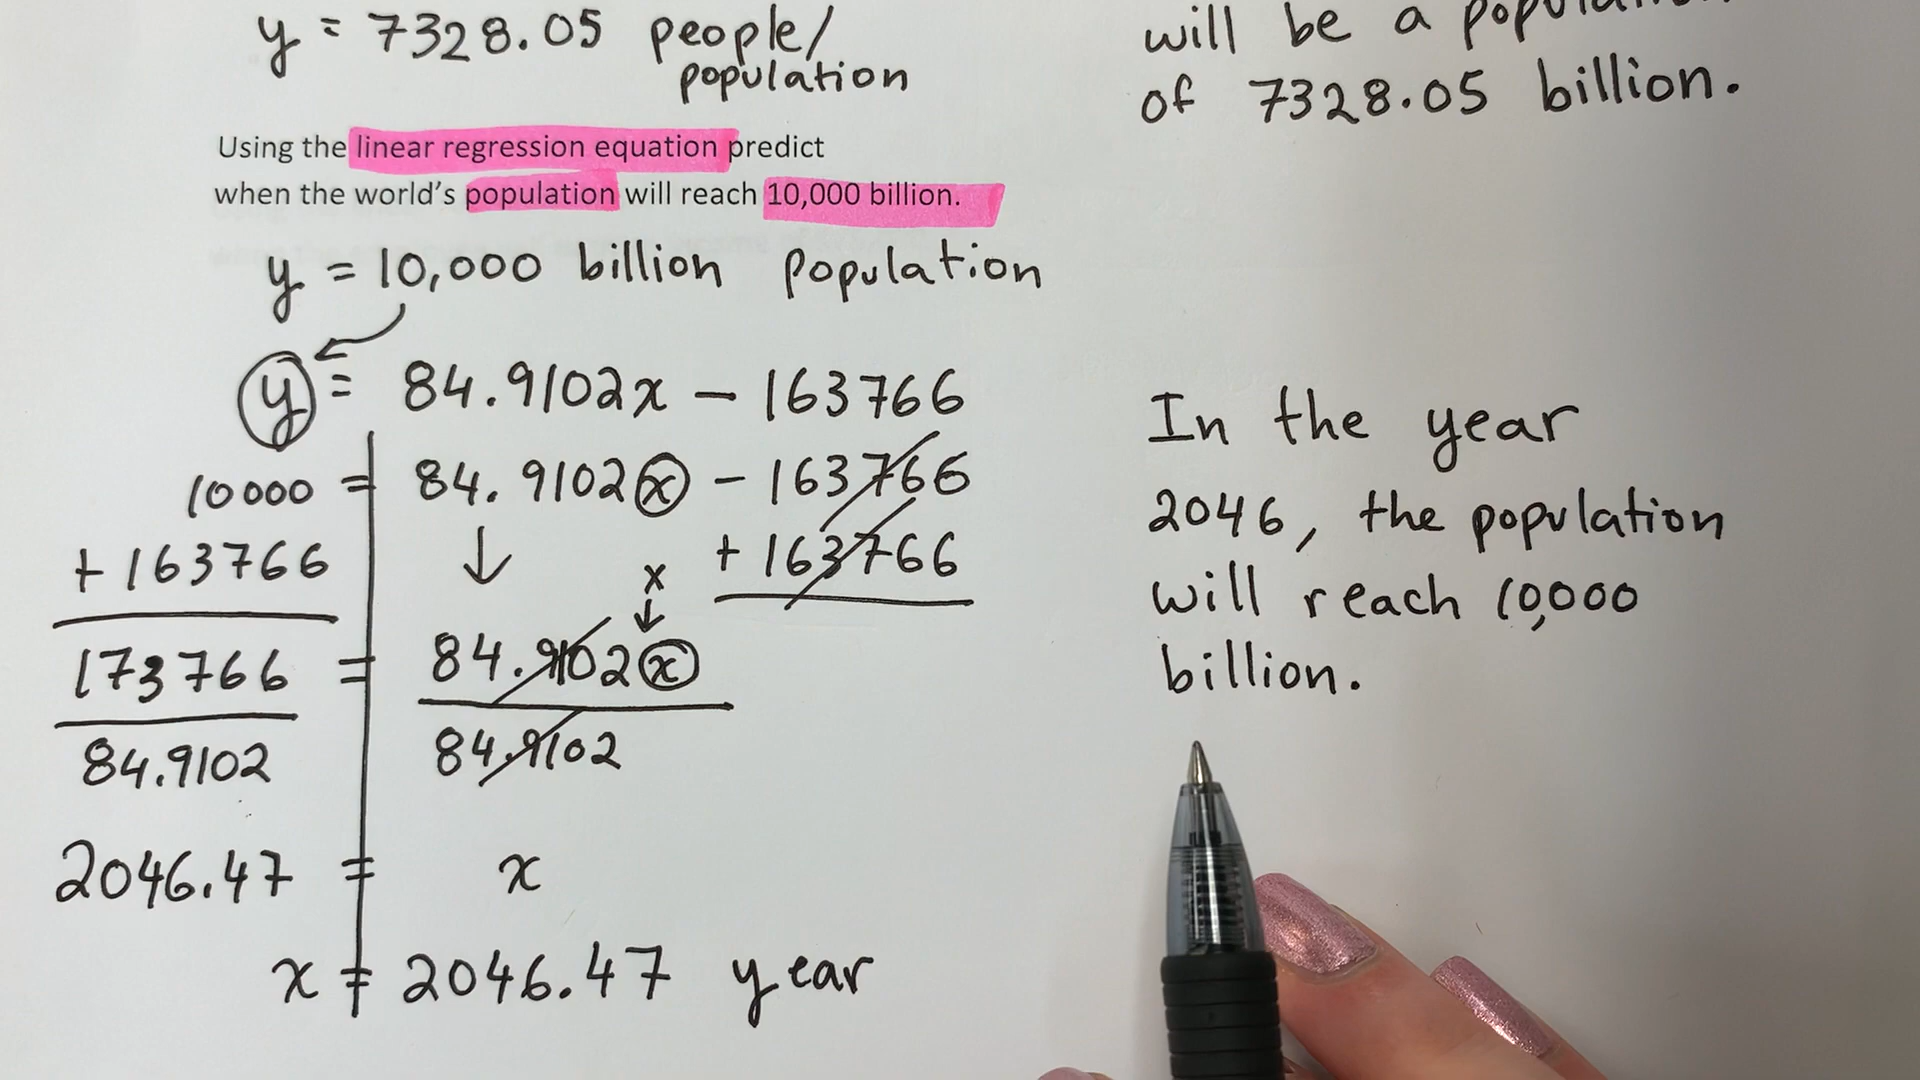 y = 7328.05 people/
population
will be a population
of 7328.05 billion.
Using the linear regression equation predict
when the world's population will reach 10,000 billion.
y = 10,000 billion population
y = 84.9102x - 163766
10000 = 84.9102x - 163766
+ 163766 + 163766
x
173766 = 84.9102x
84.9102 84.9102
2046.47 = x
x = 2046.47 year
In the year
2046, the population
will reach 10,000
billion.